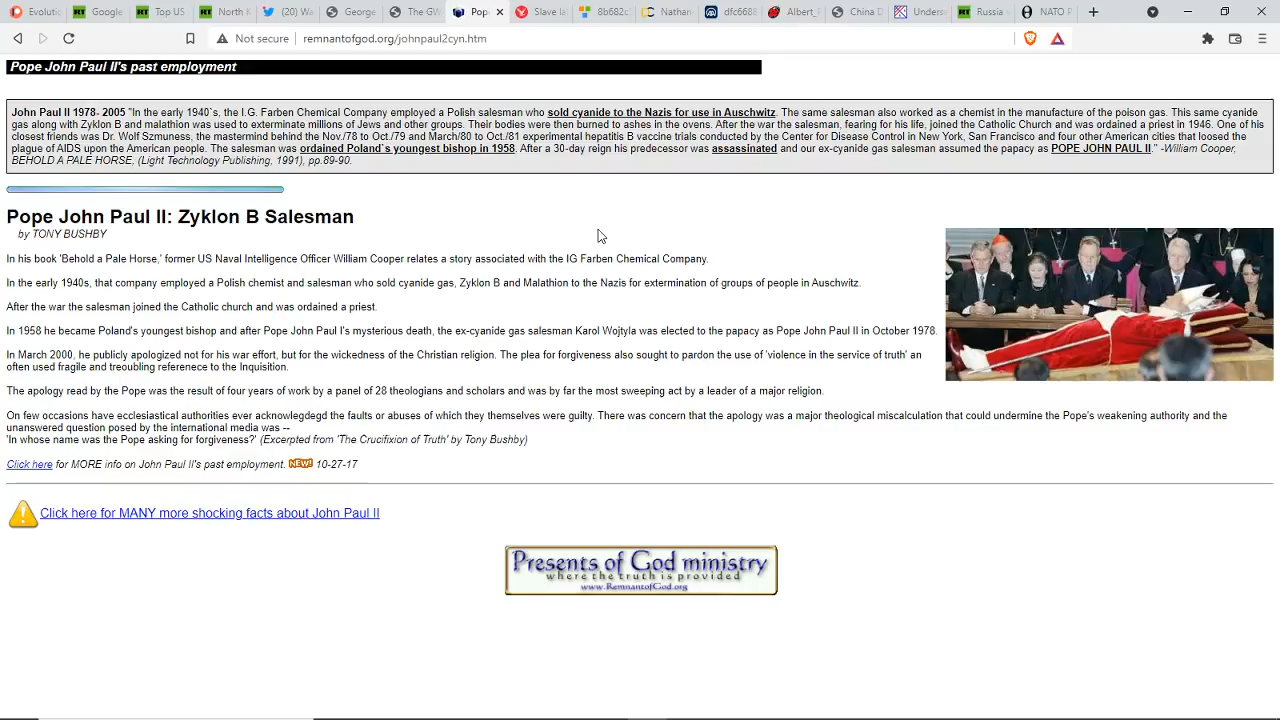 Evolutio
Google
Top US
North K
(20) Wa
George
The GW
Pop
Slave la
8b682c
Nathan
dfc6688
Albert_F
China D
Unders
Russia v
NATO P
Not secure
remnantofgod.org/johnpaul2cyn.htm
Pope John Paul II's past employment
John Paul II 1978- 2005 "In the early 1940`s, the I.G. Farben Chemical Company employed a Polish salesman who sold cyanide to the Nazis for use in Auschwitz. The same salesman also worked as a chemist in the manufacture of the poison gas. This same cyanide
gas along with Zyklon B and malathion was used to exterminate millions of Jews and other groups. Their bodies were then burned to ashes in the ovens. After the war the salesman, fearing for his life, joined the Catholic Church and was ordained a priest in 1946. One of his
closest friends was Dr. Wolf Szmuness, the mastermind behind the Nov./78 to Oct./79 and March/80 to Oct./81 experimental hepatitis B vaccine trials conducted by the Center for Disease Control in New York, San Francisco and four other American cities that loosed the
plague of AIDS upon the American people. The salesman was ordained Poland`s youngest bishop in 1958. After a 30-day reign his predecessor was assassinated and our ex-cyanide gas salesman assumed the papacy as POPE JOHN PAUL II." -William Cooper,
BEHOLD A PALE HORSE, (Light Technology Publishing, 1991), pp.89-90.
Pope John Paul II: Zyklon B Salesman
by TONY BUSHBY
In his book 'Behold a Pale Horse,' former US Naval Intelligence Officer William Cooper relates a story associated with the IG Farben Chemical Company.
In the early 1940s, that company employed a Polish chemist and salesman who sold cyanide gas, Zyklon B and Malathion to the Nazis for extermination of groups of people in Auschwitz.
After the war the salesman joined the Catholic church and was ordained a priest.
In 1958 he became Poland's youngest bishop and after Pope John Paul I's mysterious death, the ex-cyanide gas salesman Karol Wojtyla was elected to the papacy as Pope John Paul II in October 1978.
In March 2000, he publicly apologized not for his war effort, but for the wickedness of the Christian religion. The plea for forgiveness also sought to pardon the use of 'violence in the service of truth' an
often used fragile and treoubling referenece to the Inquisition.
The apology read by the Pope was the result of four years of work by a panel of 28 theologians and scholars and was by far the most sweeping act by a leader of a major religion.
On few occasions have ecclesiastical authorities ever acknowlegdegd the faults or abuses of which they themselves were guilty. There was concern that the apology was a major theological miscalculation that could undermine the Pope's weakening authority and the
unanswered question posed by the international media was --
'In whose name was the Pope asking for forgiveness?' (Excerpted from 'The Crucifixion of Truth' by Tony Bushby)
Click here for MORE info on John Paul II's past employment. NEW! 10-27-17
Click here for MANY more shocking facts about John Paul II
Presents of God ministry
where the truth is provided
www.RemnantofGod.org